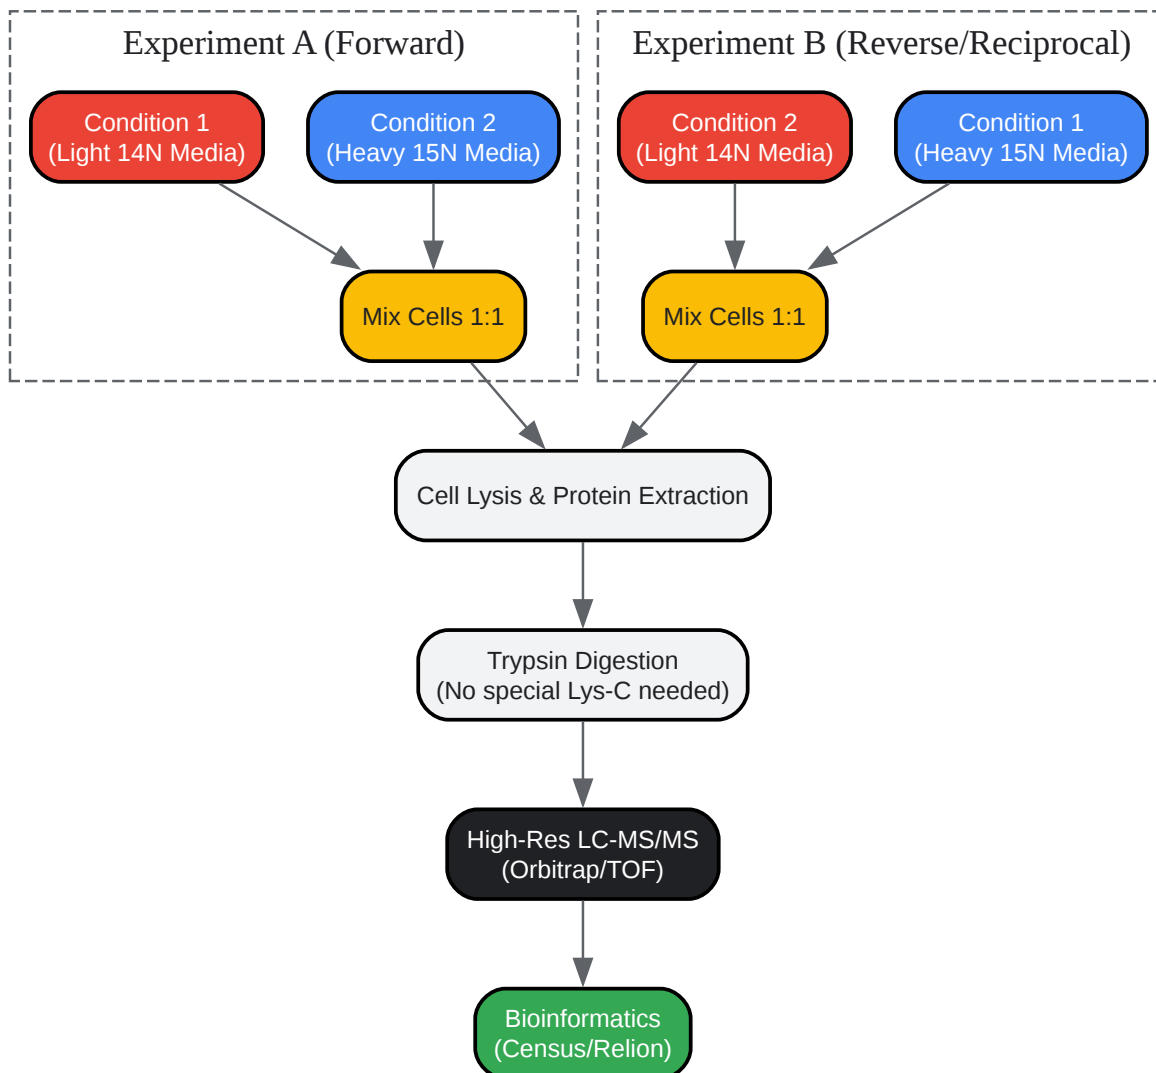 Experiment A (Forward)
Condition 1
(Light 14N Media)
Condition 2
(Heavy 15N Media)
Mix Cells 1:1
Experiment B (Reverse/Reciprocal)
Condition 2
(Light 14N Media)
Condition 1
(Heavy 15N Media)
Mix Cells 1:1
Cell Lysis & Protein Extraction
Trypsin Digestion
(No special Lys-C needed)
High-Res LC-MS/MS
(Orbitrap/TOF)
Bioinformatics
(Census/Relion)